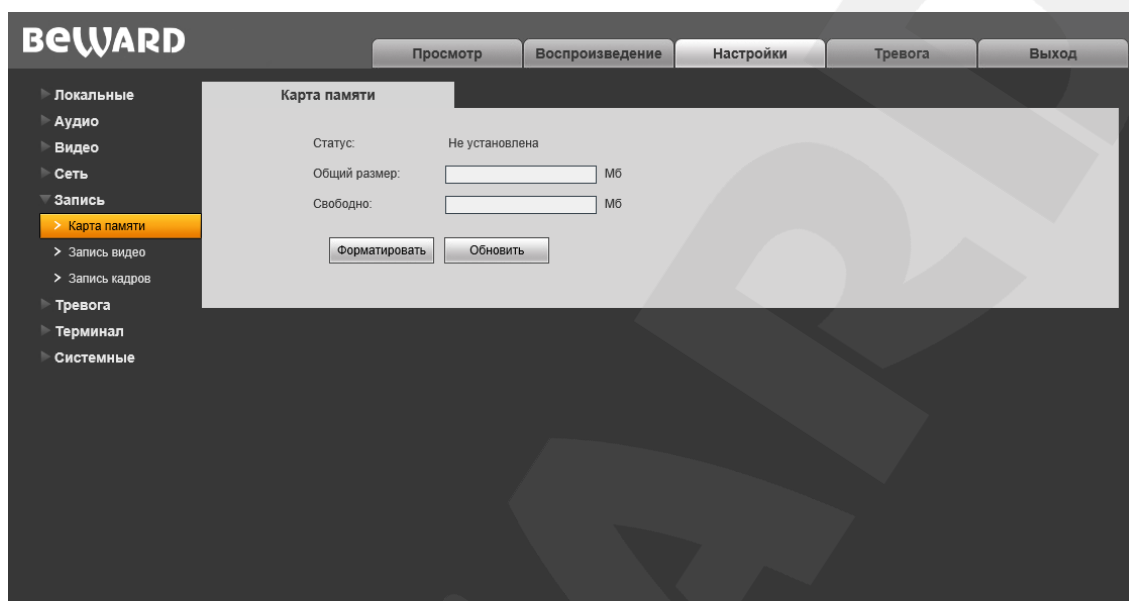 BEWARD
Просмотр Воспроизведение Настройки Тревога Выход
Локальные
Аудио
Видео
Сеть
Запись
> Карта памяти
> Запись видео
> Запись кадров
Тревога
Терминал
Системные
Карта памяти
Статус: Не установлена
Общий размер: Мб
Свободно: Мб
Форматировать Обновить